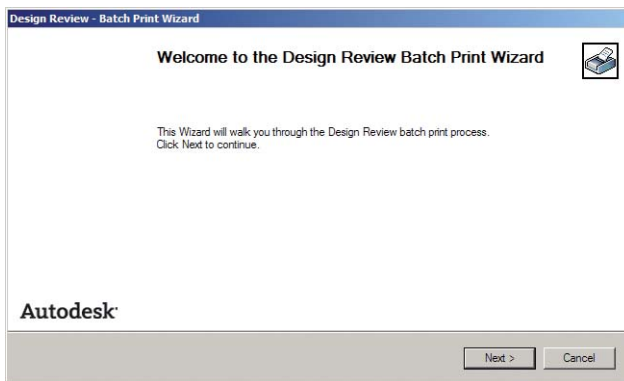 Design Review - Batch Print Wizard
Welcome to the Design Review Batch Print Wizard
This Wizard will walk you through the Design Review batch print process.
Click Next to continue.
Autodesk
Next >
Cancel